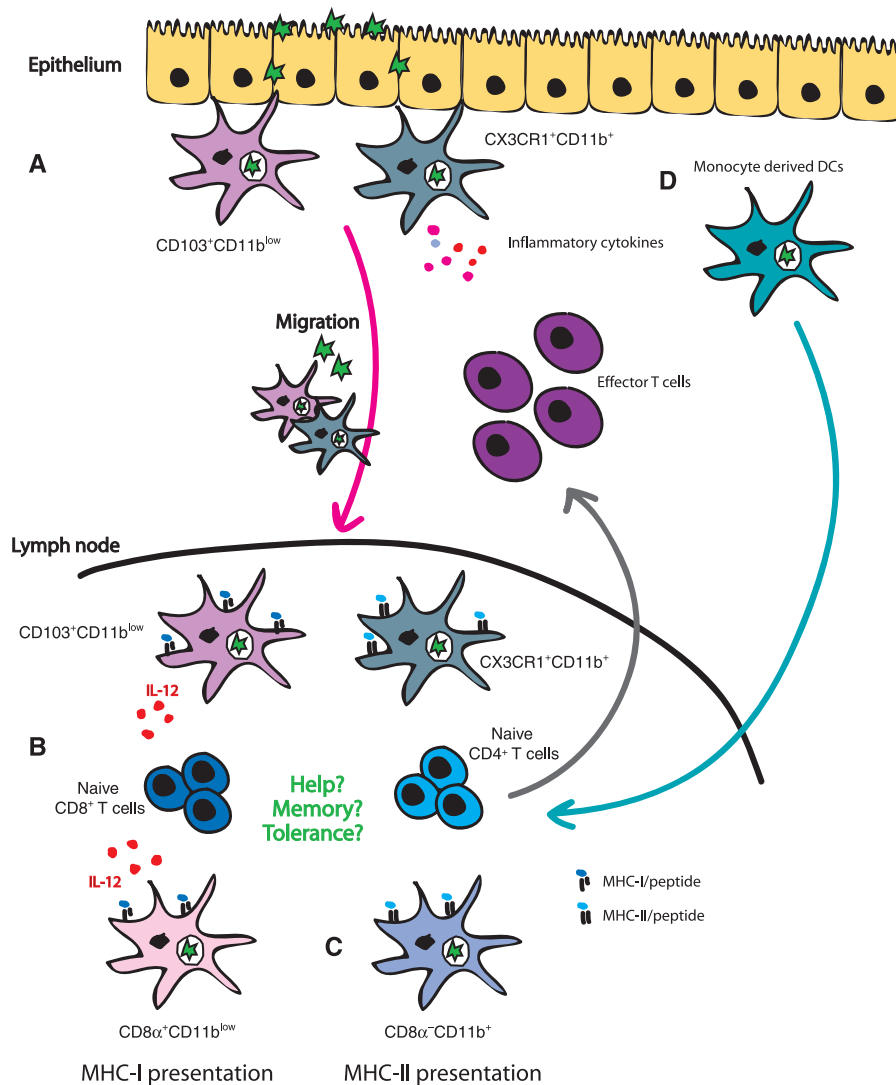 Epithelium
A
CX3CR1⁺CD11b⁺
D
Monocyte derived DCs
CD103⁺CD11b^low
Inflammatory cytokines
Migration
Effector T cells
Lymph node
CD103⁺CD11b^low
CX3CR1⁺CD11b⁺
IL-12
B
Naive
CD8⁺ T cells
Help?
Memory?
Tolerance?
Naive
CD4⁺ T cells
IL-12
MHC-I/peptide
MHC-II/peptide
C
CD8α⁺CD11b^low
CD8α⁻CD11b⁺
MHC-I presentation
MHC-II presentation